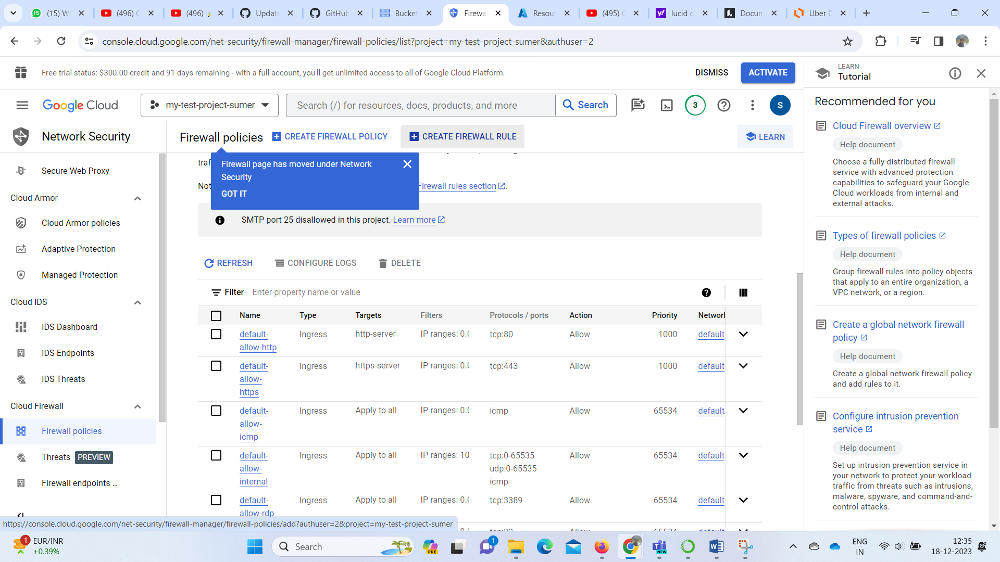 (15) W
(496) C
(496)
Update
GitHub
Bucket
Firewa
Resour
(495) C
lucid c
Docum
Uber D
console.cloud.google.com/net-security/firewall-manager/firewall-policies/list?project=my-test-project-sumer&authuser=2
Free trial status: $300.00 credit and 91 days remaining - with a full account, you'll get unlimited access to all of Google Cloud Platform.
DISMISS
ACTIVATE
LEARN
Tutorial
Google Cloud
my-test-project-sumer
Search (/) for resources, docs, products, and more
Search
3
S
Network Security
Secure Web Proxy
Cloud Armor
Cloud Armor policies
Adaptive Protection
Managed Protection
Cloud IDS
IDS Dashboard
IDS Endpoints
IDS Threats
Cloud Firewall
Firewall policies
Threats PREVIEW
Firewall endpoints ...
Firewall policies
CREATE FIREWALL POLICY
CREATE FIREWALL RULE
LEARN
traf
Firewall page has moved under Network
Security
GOT IT
Not
Firewall rules section.
SMTP port 25 disallowed in this project. Learn more
REFRESH
CONFIGURE LOGS
DELETE
Filter Enter property name or value
Name Type Targets Filters Protocols / ports Action Priority Network
default-allow-http Ingress http-server IP ranges: 0.0 tcp:80 Allow 1000 default
default-allow-https Ingress https-server IP ranges: 0.0 tcp:443 Allow 1000 default
default-allow-icmp Ingress Apply to all IP ranges: 0.0 icmp Allow 65534 default
default-allow-internal Ingress Apply to all IP ranges: 10 tcp:0-65535 udp:0-65535 icmp Allow 65534 default
default-allow-rdp Ingress Apply to all IP ranges: 0.0 tcp:3389 Allow 65534 default
Recommended for you
Cloud Firewall overview
Help document
Choose a fully distributed firewall
service with advanced protection
capabilities to safeguard your Google
Cloud workloads from internal and
external attacks.
Types of firewall policies
Help document
Group firewall rules into policy objects
that apply to an entire organization, a
VPC network, or a region.
Create a global network firewall
policy
Help document
Create a global network firewall policy
and add rules to it.
Configure intrusion prevention
service
Help document
Set up intrusion prevention service in
your network to protect your workload
traffic from threats such as intrusions,
malware, spyware, and command-and-
control attacks.
https://console.cloud.google.com/net-security/firewall-manager/firewall-policies/add?authuser=2&project=my-test-project-sumer
1
EUR/INR
+0.39%
Search
PRE
1
NEW
ENG
IN
12:35
18-12-2023